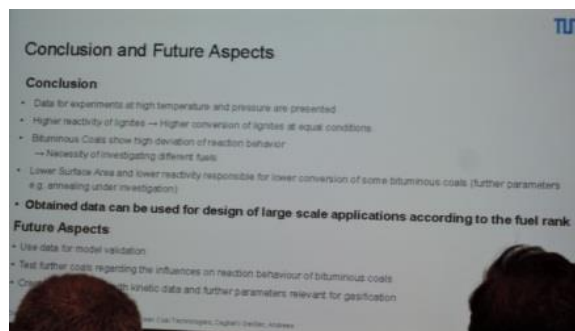 TUM
Conclusion and Future Aspects
Conclusion
• Data for experiments at high temperature and pressure are presented
• Higher reactivity of lignites → Higher conversion of lignites at equal conditions
• Bituminous Coals show high deviation of reaction behavior
→ Necessity of investigating different fuels
• Lower Surface Area and lower reactivity responsible for lower conversion of some bituminous coals (further parameters
e.g. annealing under investigation)
• Obtained data can be used for design of large scale applications according to the fuel rank
Future Aspects
• Use data for model validation
• Test further coals regarding the influences on reaction behaviour of bituminous coals
• kinetic data and further parameters relevant for gasification
Coal Technologies,